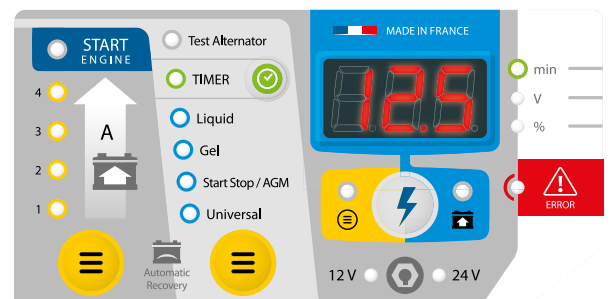 START
ENGINE
4
3
2
1
A
Test Alternator
TIMER
Liquid
Gel
Start Stop / AGM
Universal
Automatic
Recovery
MADE IN FRANCE
12.5
min
V
%
ERROR
12 V
24 V